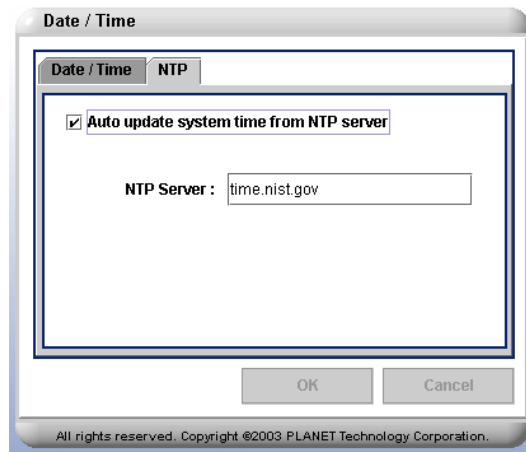 Date / Time
Date / Time NTP
Auto update system time from NTP server
NTP Server : time.nist.gov
OK Cancel
All rights reserved. Copyright ©2003 PLANET Technology Corporation.